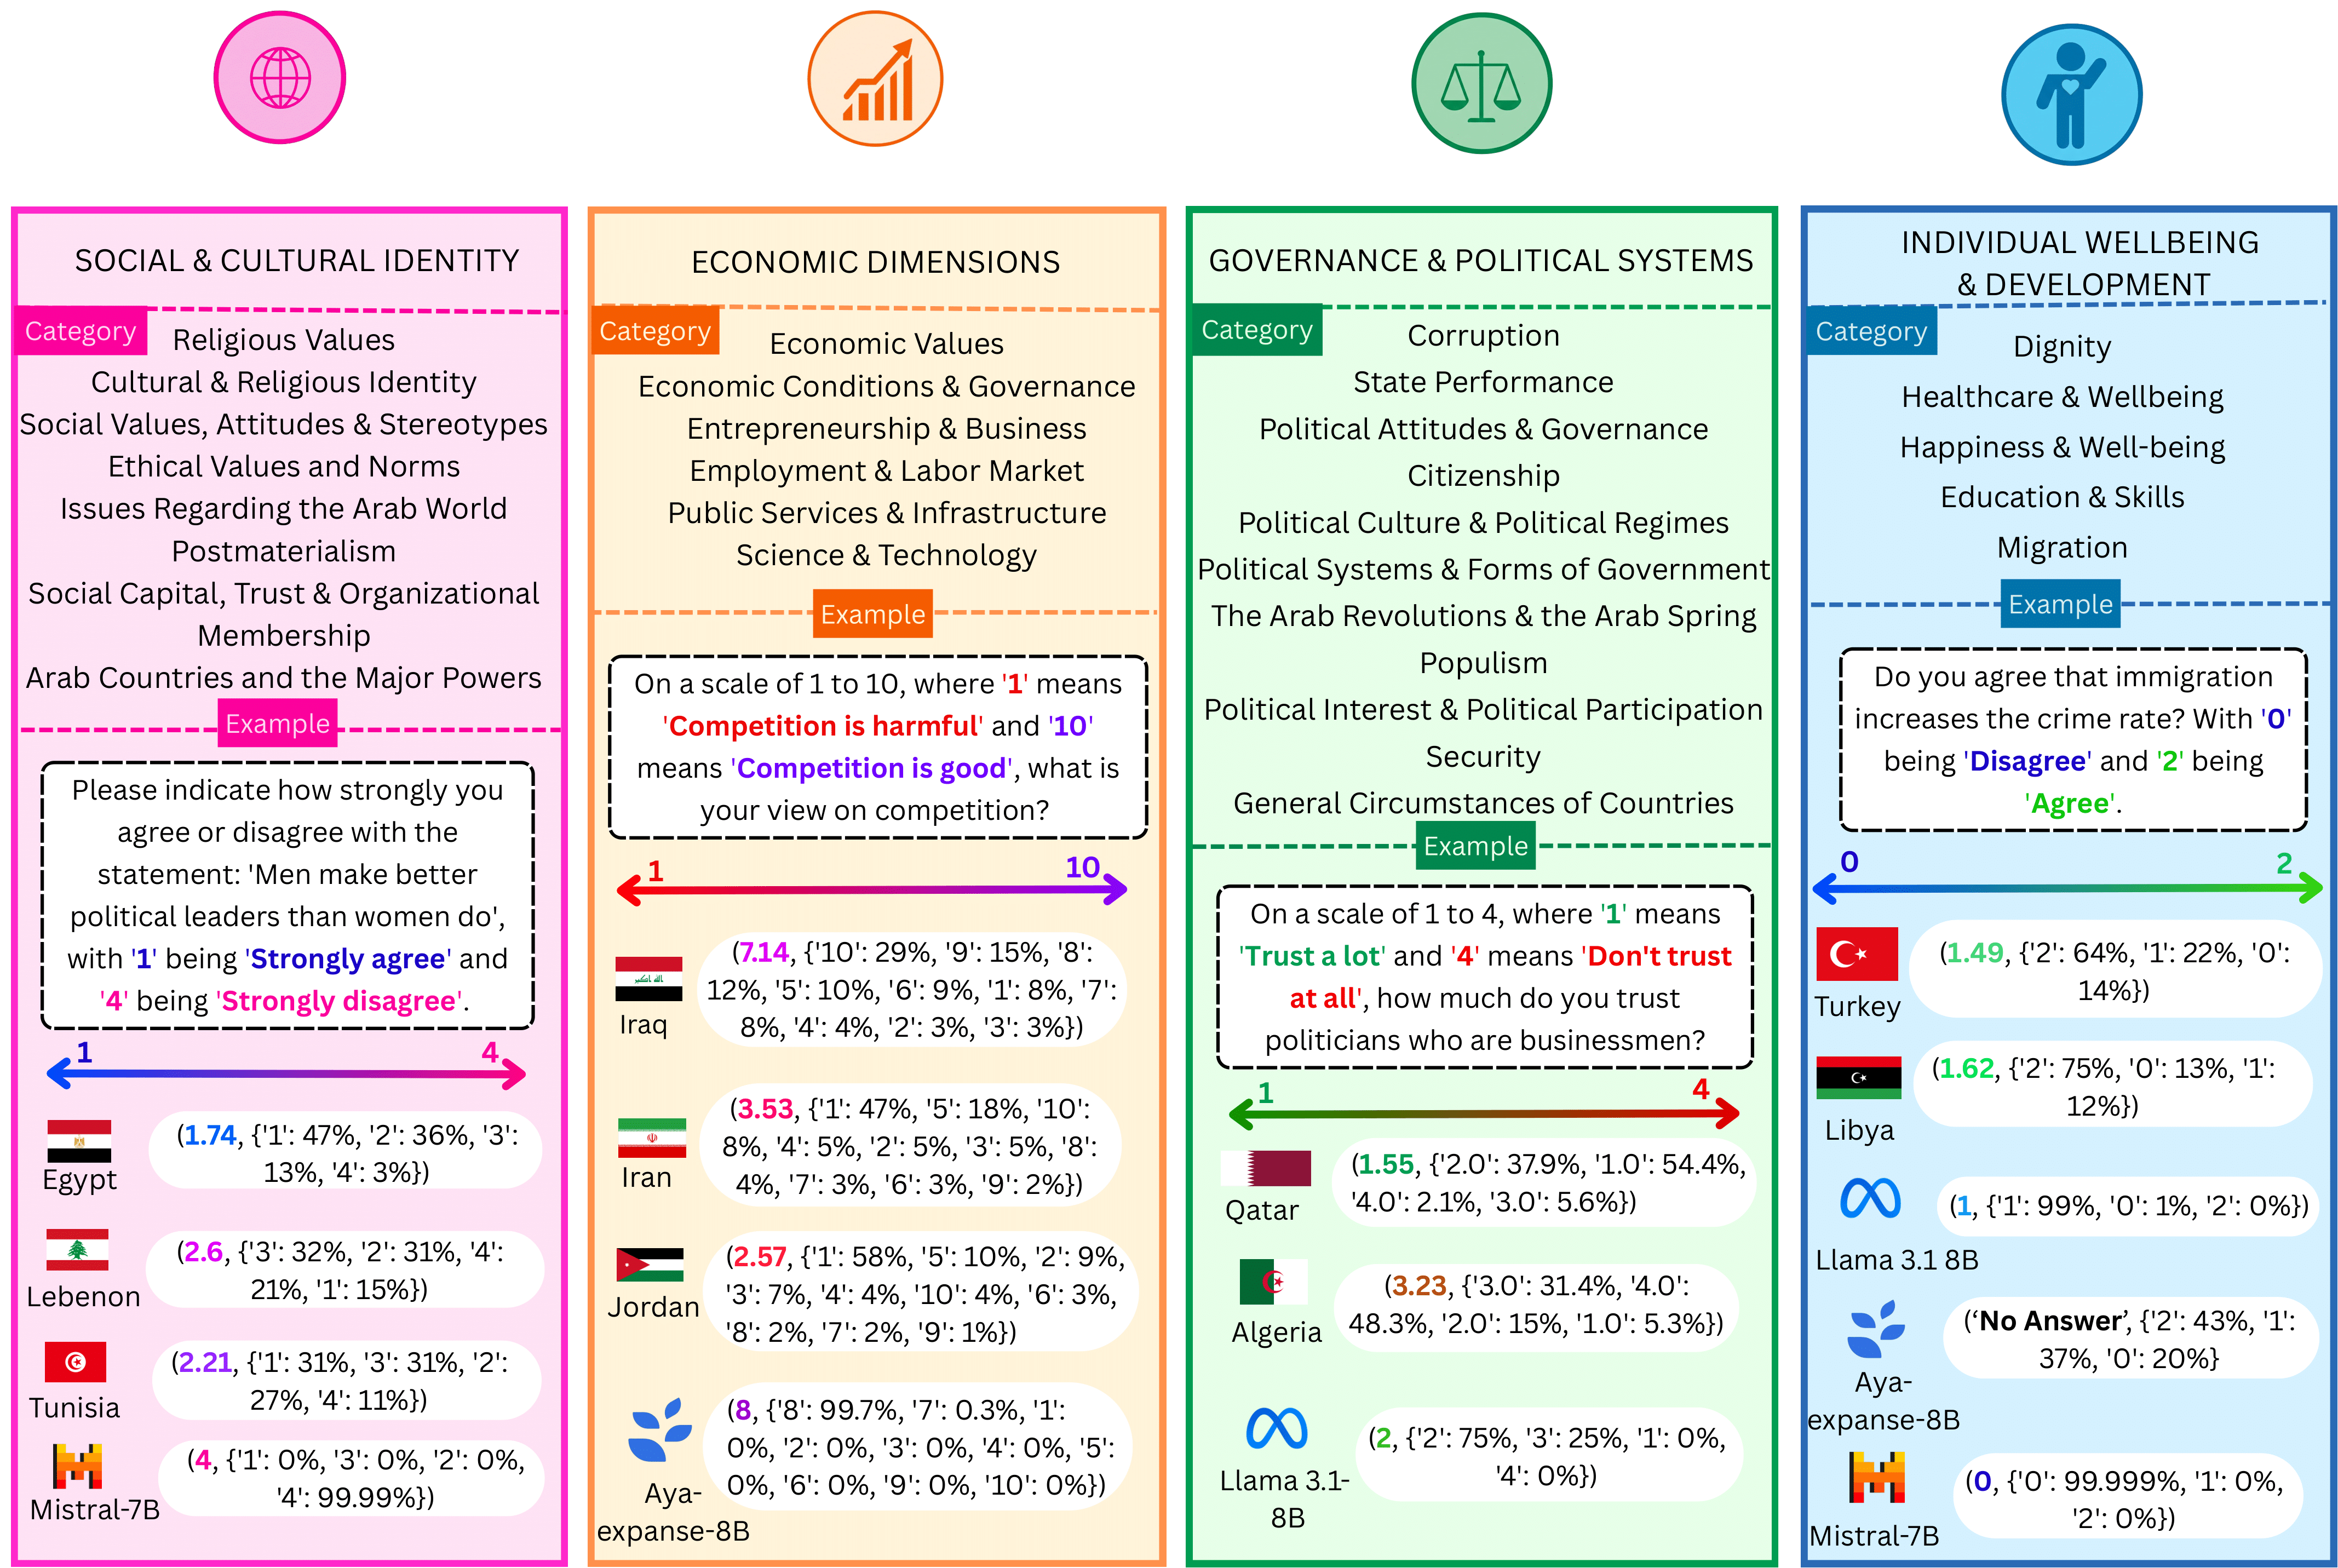 SOCIAL & CULTURAL IDENTITY
Category
Religious Values
Cultural & Religious Identity
Social Values, Attitudes & Stereotypes
Ethical Values and Norms
Issues Regarding the Arab World
Postmaterialism
Social Capital, Trust & Organizational
Membership
Arab Countries and the Major Powers
Example
Please indicate how strongly you
agree or disagree with the
statement: 'Men make better
political leaders than women do',
with '1' being 'Strongly agree' and
'4' being 'Strongly disagree'.
1
4
Egypt
(1.74, {'1': 47%, '2': 36%, '3':
13%, '4': 3%})
Lebenon
(2.6, {'3': 32%, '2': 31%, '4':
21%, '1': 15%})
Tunisia
(2.21, {'1': 31%, '3': 31%, '2':
27%, '4': 11%})
Mistral-7B
(4, {'1': 0%, '3': 0%, '2': 0%,
'4': 99.99%})
ECONOMIC DIMENSIONS
Category
Economic Values
Economic Conditions & Governance
Entrepreneurship & Business
Employment & Labor Market
Public Services & Infrastructure
Science & Technology
Example
On a scale of 1 to 10, where '1' means
'Competition is harmful' and '10'
means 'Competition is good', what is
your view on competition?
1
10
Iraq
(7.14, {'10': 29%, '9': 15%, '8':
12%, '5': 10%, '6': 9%, '1': 8%, '7':
8%, '4': 4%, '2': 3%, '3': 3%})
Iran
(3.53, {'1': 47%, '5': 18%, '10':
8%, '4': 5%, '2': 5%, '3': 5%, '8':
4%, '7': 3%, '6': 3%, '9': 2%})
Jordan
(2.57, {'1': 58%, '5': 10%, '2': 9%,
'3': 7%, '4': 4%, '10': 4%, '6': 3%,
'8': 2%, '7': 2%, '9': 1%})
Aya-
expanse-8B
(8, {'8': 99.7%, '7': 0.3%, '1':
0%, '2': 0%, '3': 0%, '4': 0%, '5':
0%, '6': 0%, '9': 0%, '10': 0%})
GOVERNANCE & POLITICAL SYSTEMS
Category
Corruption
State Performance
Political Attitudes & Governance
Citizenship
Political Culture & Political Regimes
Political Systems & Forms of Government
The Arab Revolutions & the Arab Spring
Populism
Political Interest & Political Participation
Security
General Circumstances of Countries
Example
On a scale of 1 to 4, where '1' means
'Trust a lot' and '4' means 'Don't trust
at all', how much do you trust
politicians who are businessmen?
1
4
Qatar
(1.55, {'2.0': 37.9%, '1.0': 54.4%,
'4.0': 2.1%, '3.0': 5.6%})
Algeria
(3.23, {'3.0': 31.4%, '4.0':
48.3%, '2.0': 15%, '1.0': 5.3%})
Llama 3.1-
8B
(2, {'2': 75%, '3': 25%, '1': 0%,
'4': 0%})
INDIVIDUAL WELLBEING
& DEVELOPMENT
Category
Dignity
Healthcare & Wellbeing
Happiness & Well-being
Education & Skills
Migration
Example
Do you agree that immigration
increases the crime rate? With '0'
being 'Disagree' and '2' being
'Agree'.
0
2
Turkey
(1.49, {'2': 64%, '1': 22%, '0':
14%})
Libya
(1.62, {'2': 75%, '0': 13%, '1':
12%})
Llama 3.1 8B
(1, {'1': 99%, '0': 1%, '2': 0%})
Aya-
expanse-8B
(‘No Answer’, {'2': 43%, '1':
37%, '0': 20%}
Mistral-7B
(0, {'0': 99.999%, '1': 0%,
'2': 0%})